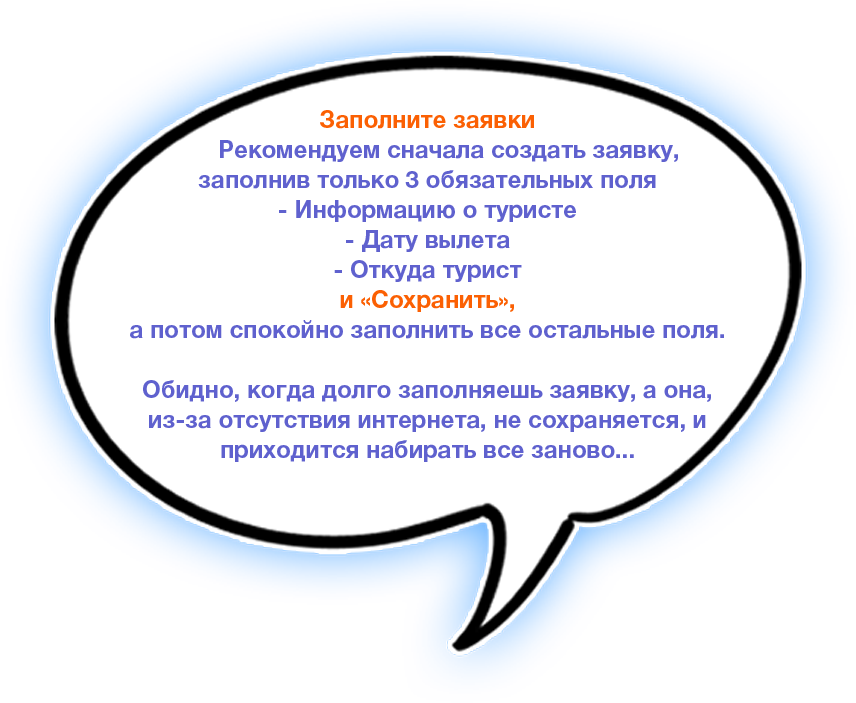 Заполните заявки
Рекомендуем сначала создать заявку,
заполнив только 3 обязательных поля
- Информацию о туристе
- Дату вылета
- Откуда турист
и «Сохранить»,
а потом спокойно заполнить все остальные поля.
Обидно, когда долго заполняешь заявку, а она,
из-за отсутствия интернета, не сохраняется, и
приходится набирать все заново...